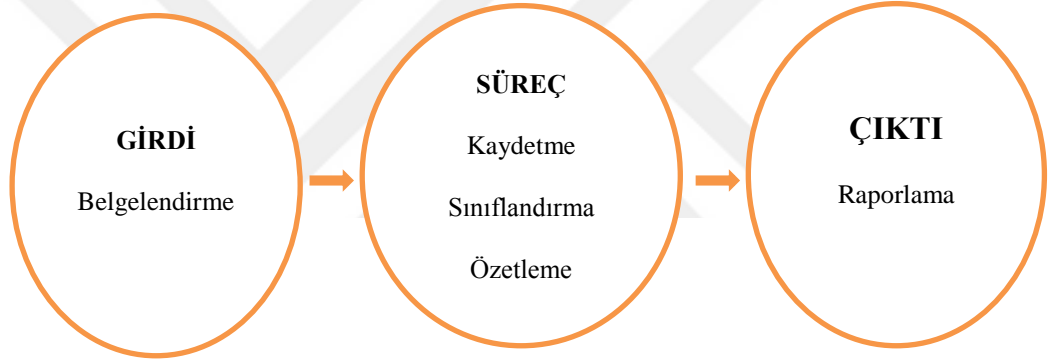 GİRDİ
Belgelendirme
SÜREÇ
Kaydetme
Sınıflandırma
Özetleme
ÇIKTI
Raporlama